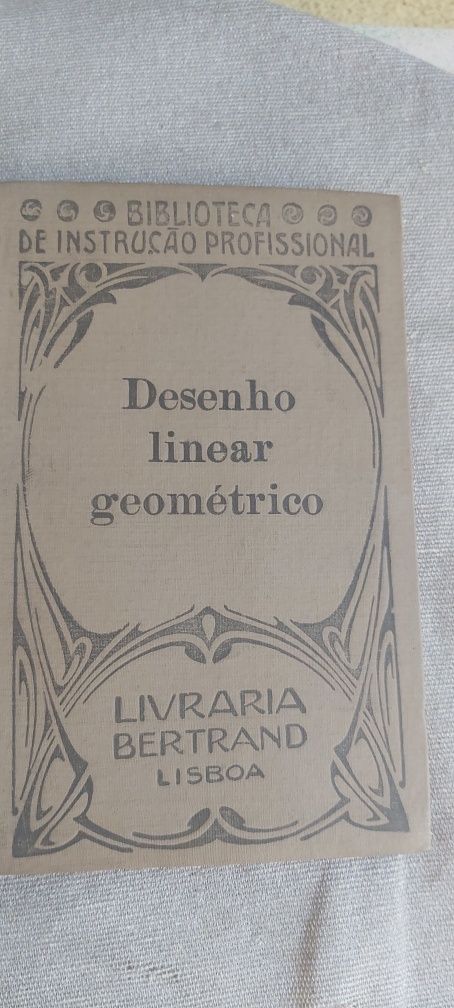 BIBLIOTECA
DE INSTRUÇÃO PROFISSIONAL
Desenho
linear
geométrico
LIVRARIA
BERTRAND
LISBOA